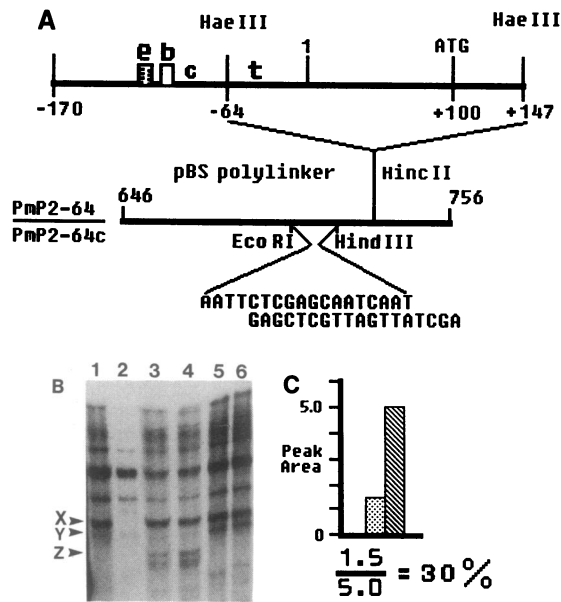 A
Hae III
Hae III
e b c t 1 ATG
-170 -64 +100 +147
pBS polylinker
Hinc II
PmP2-64
PmP2-64c
646
756
Eco RI
Hind III
AATTCTCGAGCAATCAAT
GAGCTCGTTAGTTATCGA
B
1 2 3 4 5 6
X
Y
Z
C
5.0
Peak
Area
0
1.5
5.0
= 30%